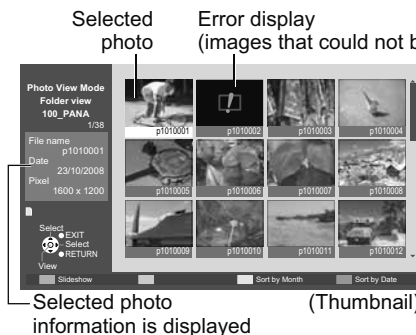 Selected photo
Error display
(images that could not b
Photo View Mode
Folder view
100_PANA
1/38
File name
p1010001
Date
23/10/2008
Pixel
1600 x 1200
Select
EXIT
Select
RETURN
View
p1010001
p1010002
p1010003
p1010004
p1010005
p1010006
p1010007
p1010008
p1010009
p1010010
p1010011
p1010012
Slideshow
Sort by Month
Sort by Date
Selected photo
information is displayed
(Thumbnail)